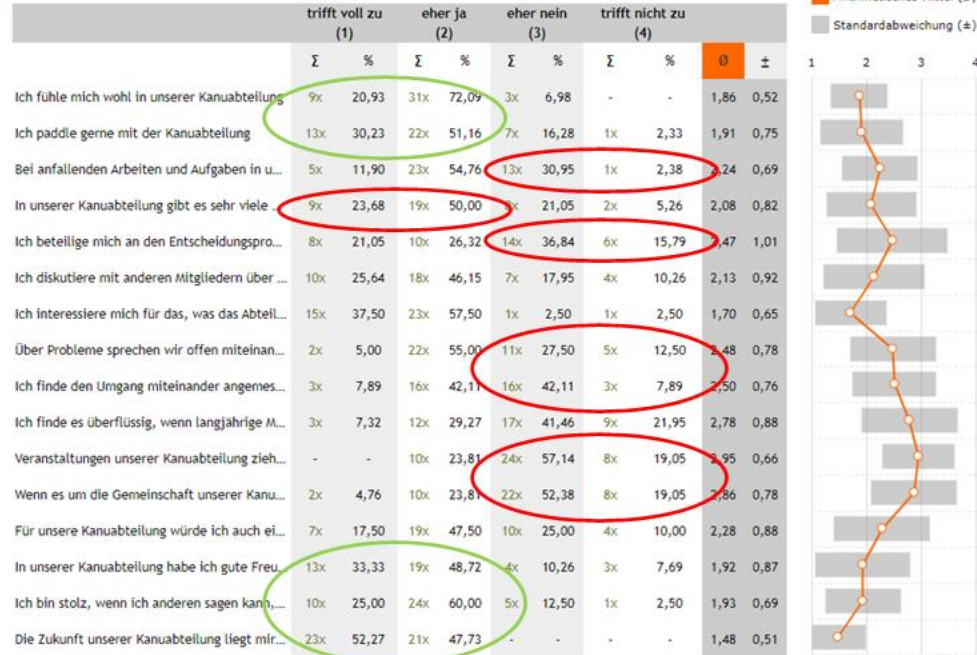 trifft voll zu (1) eher ja (2) eher nein (3) trifft nicht zu (4)
Standardabweichung (±)
Σ % Σ % Σ % Σ % Ø ± 1 2 3 4
Ich fühle mich wohl in unserer Kanuabteilung 9x 20,93 31x 72,09 3x 6,98 - - 1,86 0,52
Ich paddle gerne mit der Kanuabteilung 13x 30,23 22x 51,16 7x 16,28 1x 2,33 1,91 0,75
Bei anfallenden Arbeiten und Aufgaben in u... 5x 11,90 23x 54,76 13x 30,95 1x 2,38 2,24 0,69
In unserer Kanuabteilung gibt es sehr viele ... 9x 23,68 19x 50,00 21,05 2x 5,26 2,08 0,82
Ich beteilige mich an den Entscheidungspro... 8x 21,05 10x 26,32 14x 36,84 6x 15,79 2,47 1,01
Ich diskutiere mit anderen Mitgliedern über ... 10x 25,64 18x 46,15 7x 17,95 4x 10,26 2,13 0,92
Ich interessiere mich für das, was das Abteil... 15x 37,50 23x 57,50 1x 2,50 1x 2,50 1,70 0,65
Über Probleme sprechen wir offen miteinan... 2x 5,00 22x 55,00 11x 27,50 5x 12,50 2,48 0,78
Ich finde den Umgang miteinander angemes... 3x 7,89 16x 42,11 16x 42,11 3x 7,89 2,50 0,76
Ich finde es überflüssig, wenn langjährige M... 3x 7,32 12x 29,27 17x 41,46 9x 21,95 2,78 0,88
Veranstaltungen unserer Kanuabteilung zieh... - - 10x 23,81 24x 57,14 8x 19,05 2,95 0,66
Wenn es um die Gemeinschaft unserer Kanu... 2x 4,76 10x 23,81 22x 52,38 8x 19,05 2,86 0,78
Für unsere Kanuabteilung würde ich auch ei... 7x 17,50 19x 47,50 10x 25,00 4x 10,00 2,28 0,88
In unserer Kanuabteilung habe ich gute Freu... 13x 33,33 19x 48,72 4x 10,26 3x 7,69 1,92 0,87
Ich bin stolz, wenn ich anderen sagen kann,... 10x 25,00 24x 60,00 5x 12,50 1x 2,50 1,93 0,69
Die Zukunft unserer Kanuabteilung liegt mir... 23x 52,27 21x 47,73 - - - - 1,48 0,51